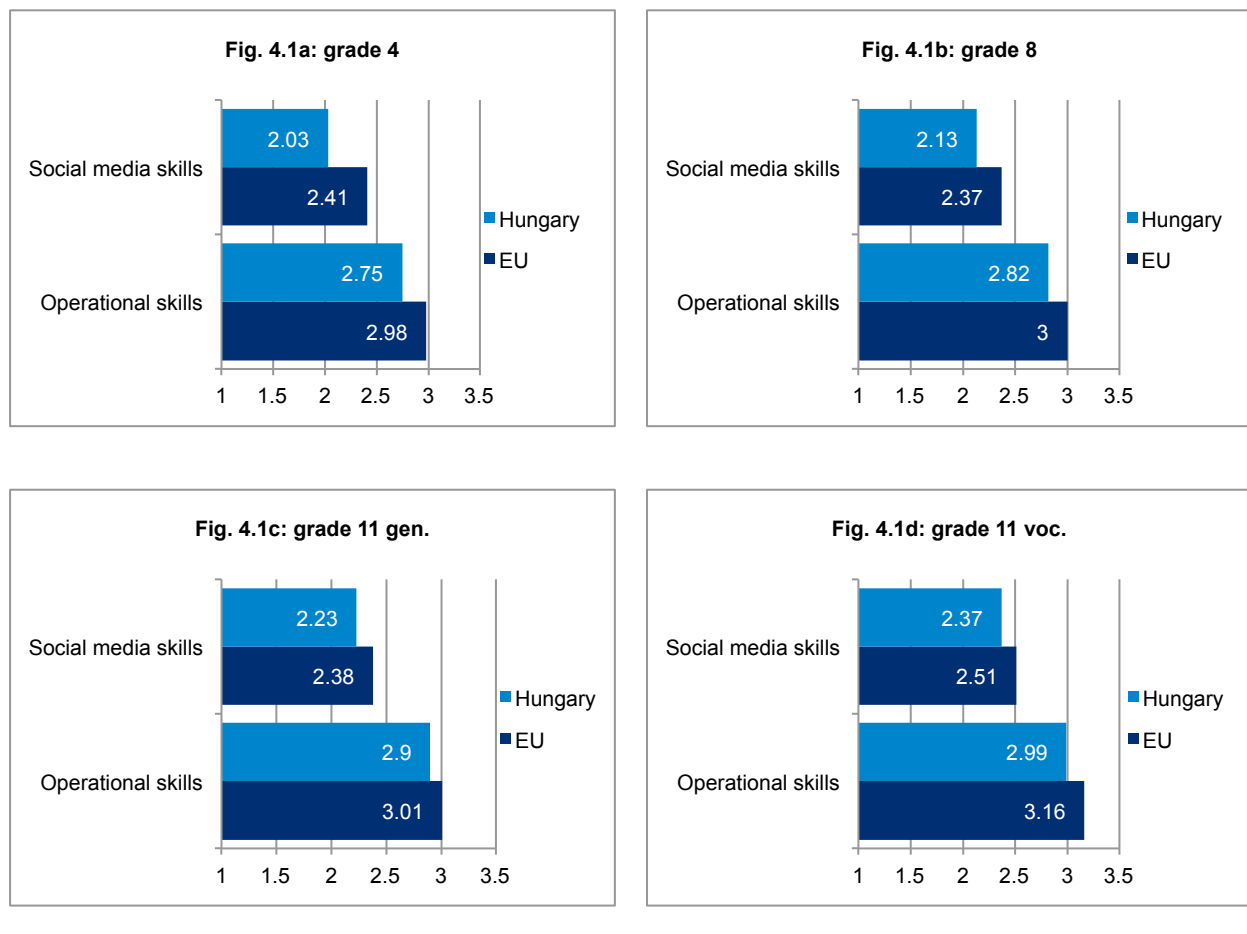 Fig. 4.1a: grade 4
Social media skills
2.03
2.41
Operational skills
2.75
2.98
1 1.5 2 2.5 3 3.5
Hungary
EU
Fig. 4.1b: grade 8
Social media skills
2.13
2.37
Operational skills
2.82
3
1 1.5 2 2.5 3 3.5
Hungary
EU
Fig. 4.1c: grade 11 gen.
Social media skills
2.23
2.38
Operational skills
2.9
3.01
1 1.5 2 2.5 3 3.5
Hungary
EU
Fig. 4.1d: grade 11 voc.
Social media skills
2.37
2.51
Operational skills
2.99
3.16
1 1.5 2 2.5 3 3.5
Hungary
EU